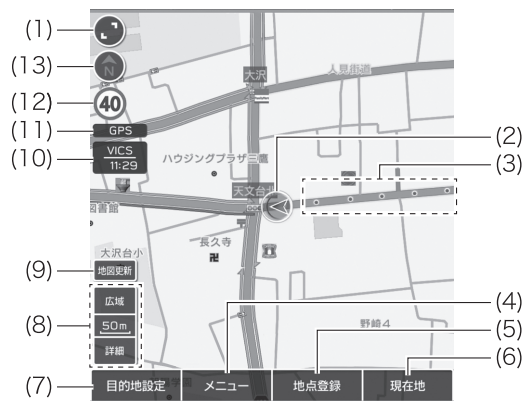 (1)
(13)
N
大沢
人見街道
(12)
40
(11)
GPS
(2)
(3)
(10)
VICS
11:29
ハウジングプラザ三鷹
天文台北
図書館
長久寺
大沢台小
(9)
地図更新
(4)
広域
(5)
(8)
50m
野崎4
(6)
詳細
(7)
目的地設定
メニュー
地点登録
現在地